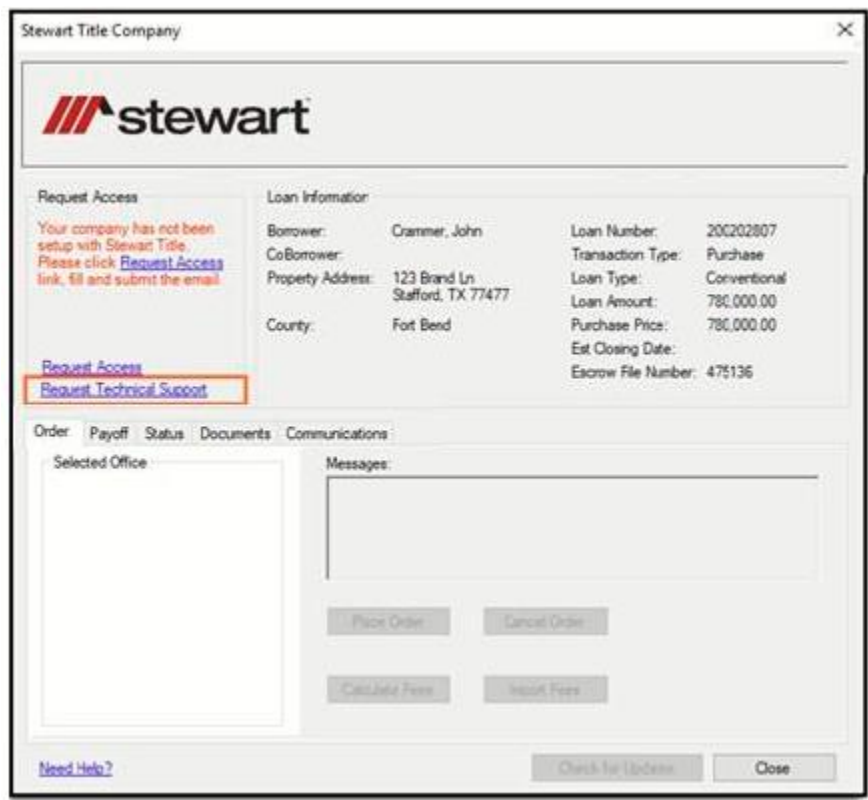 Stewart Title Company
stewart
Request Access
Your company has not been
setup with Stewart Title.
Please click Request Access
link, fill and submit the email
Request Access
Request Technical Support
Loan Information
Borrower: Crammer, John
CoBorrower:
Property Address: 123 Brand Ln
Stafford, TX 77477
County: Fort Bend
Loan Number: 200202807
Transaction Type: Purchase
Loan Type: Conventional
Loan Amount: 780,000.00
Purchase Price: 780,000.00
Est Closing Date:
Escrow File Number: 475136
Order Payoff Status Documents Communications
Selected Office
Messages:
Place Order Cancel Order
Calculate Fees Import Fees
Need Help? Check for Updates Close